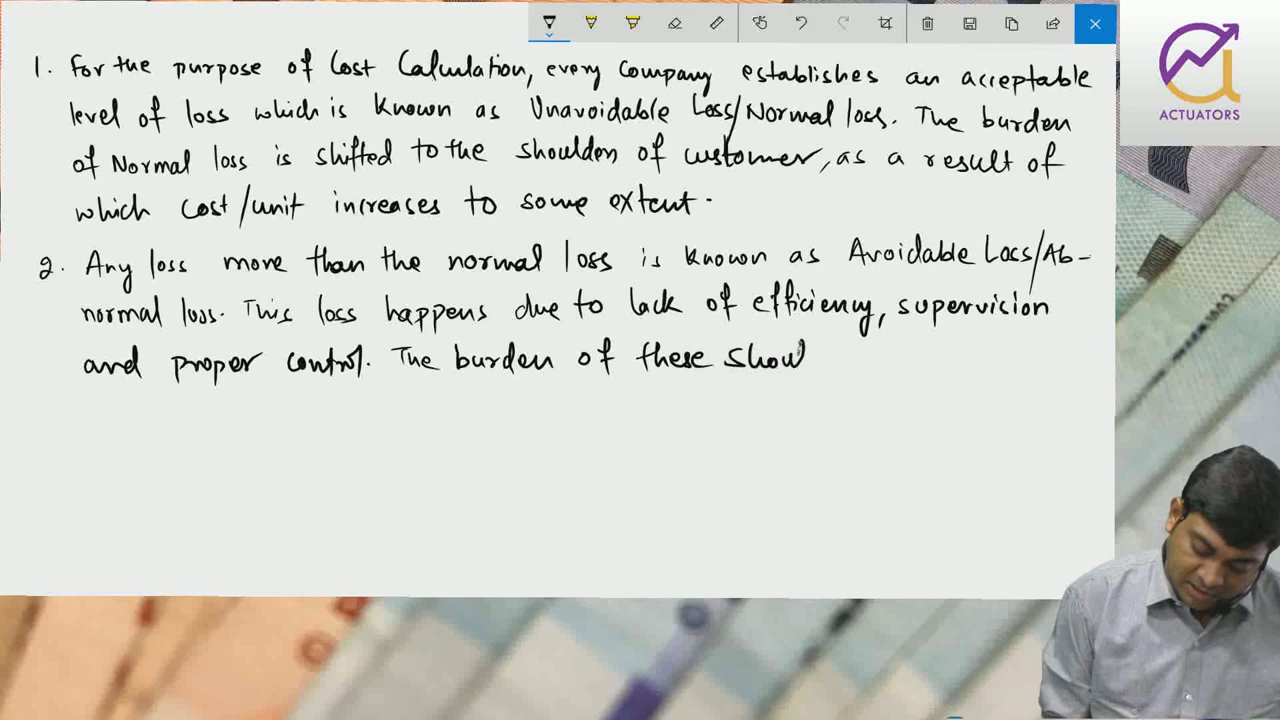 1. For the purpose of Cost Calculation, every Company establishes an acceptable
level of loss which is known as Unavoidable Loss/Normal loss. The burden
of Normal loss is shifted to the shoulden of customer, as a result of
which cost/unit increases to some extent.
2. Any loss more than the normal loss is known as Avoidable Loss/Ab-
normal loss. This loss happens due to lack of efficiency, supervision
and proper control. The burden of these show
ACTUATORS